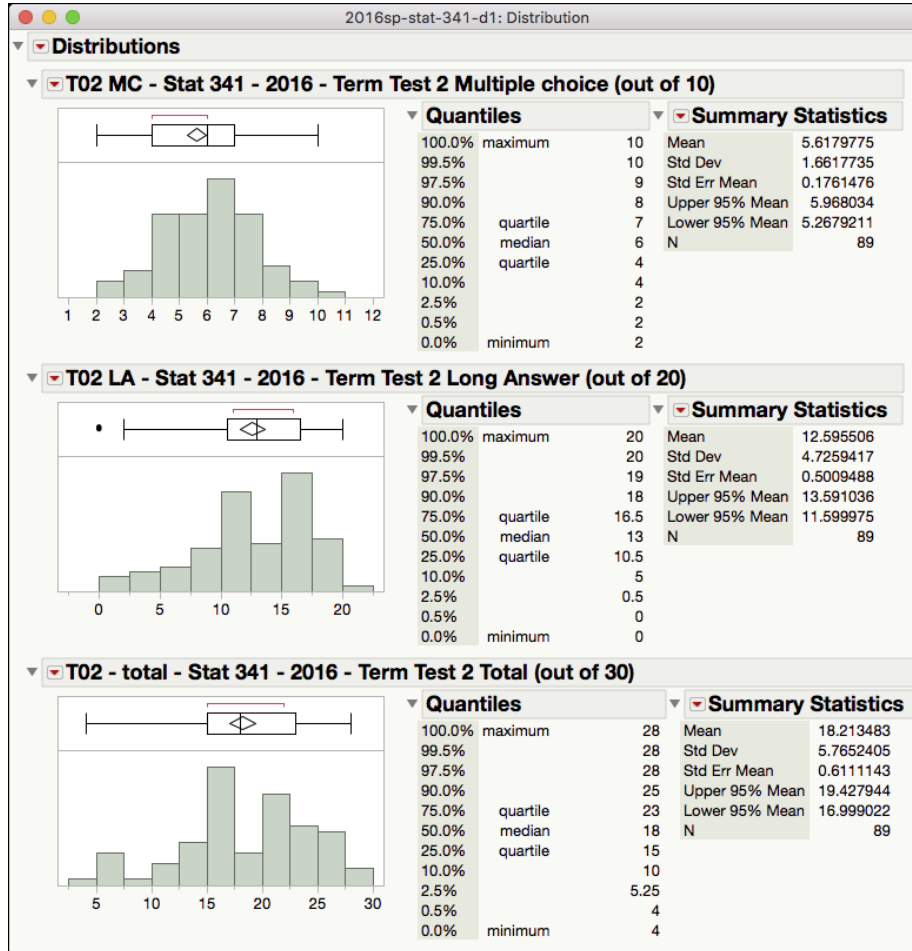 2016sp-stat-341-d1: Distribution
Distributions
T02 MC - Stat 341 - 2016 - Term Test 2 Multiple choice (out of 10)
1 2 3 4 5 6 7 8 9 10 11 12
Quantiles
100.0% maximum 10
99.5% 10
97.5% 9
90.0% 8
75.0% quartile 7
50.0% median 6
25.0% quartile 4
10.0% 4
2.5% 2
0.5% 2
0.0% minimum 2
Summary Statistics
Mean 5.6179775
Std Dev 1.6617735
Std Err Mean 0.1761476
Upper 95% Mean 5.968034
Lower 95% Mean 5.2679211
N 89
T02 LA - Stat 341 - 2016 - Term Test 2 Long Answer (out of 20)
0 5 10 15 20
Quantiles
100.0% maximum 20
99.5% 20
97.5% 19
90.0% 18
75.0% quartile 16.5
50.0% median 13
25.0% quartile 10.5
10.0% 5
2.5% 0.5
0.5% 0
0.0% minimum 0
Summary Statistics
Mean 12.595506
Std Dev 4.7259417
Std Err Mean 0.5009488
Upper 95% Mean 13.591036
Lower 95% Mean 11.599975
N 89
T02 - total - Stat 341 - 2016 - Term Test 2 Total (out of 30)
5 10 15 20 25 30
Quantiles
100.0% maximum 28
99.5% 28
97.5% 28
90.0% 25
75.0% quartile 23
50.0% median 18
25.0% quartile 15
10.0% 10
2.5% 5.25
0.5% 4
0.0% minimum 4
Summary Statistics
Mean 18.213483
Std Dev 5.7652405
Std Err Mean 0.6111143
Upper 95% Mean 19.427944
Lower 95% Mean 16.999022
N 89